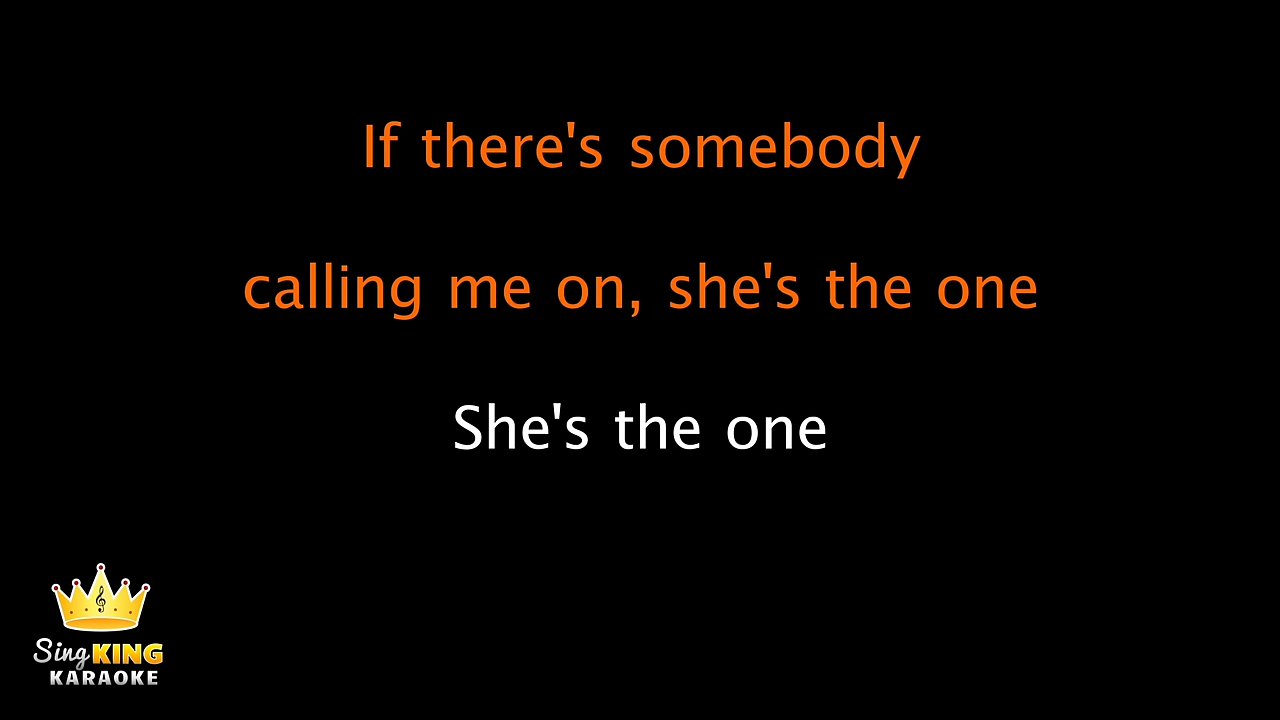 If there's somebody
calling me on, she's the one
She's the one
Sing KING
KARAOKE